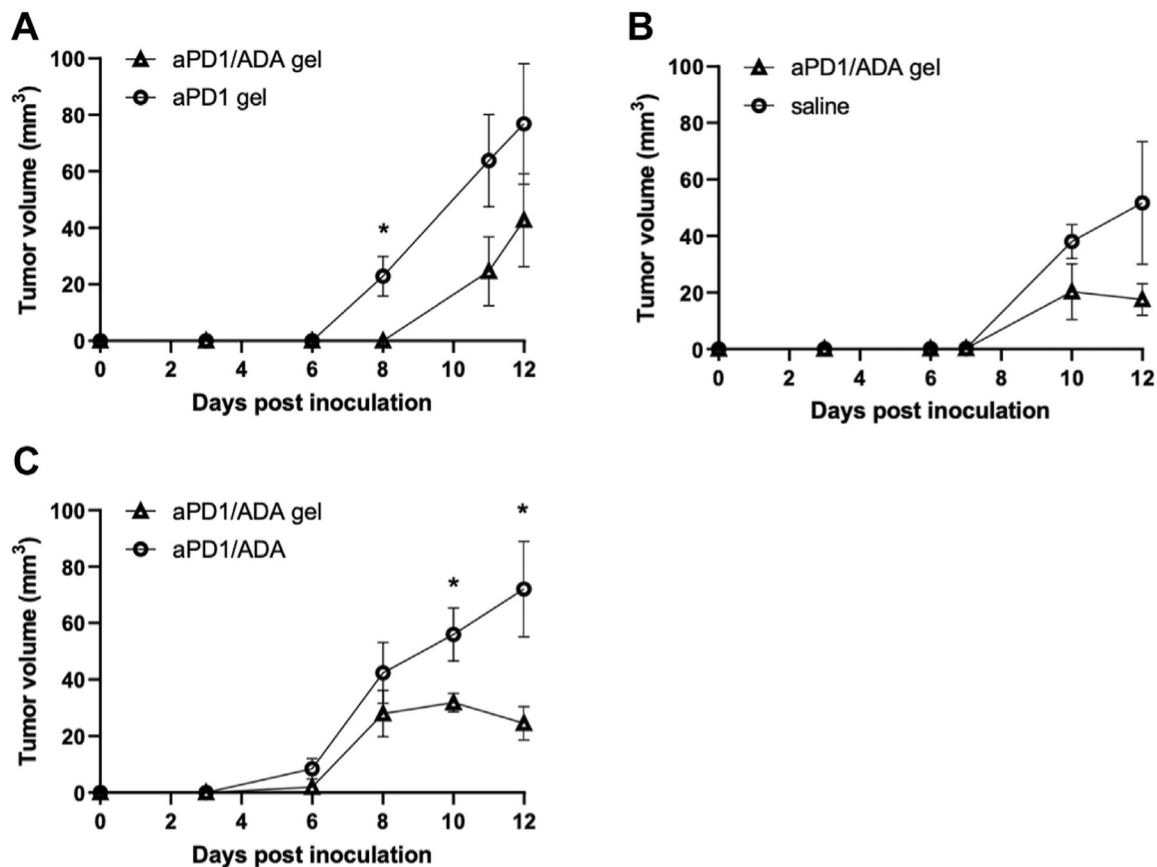 A
aPD1/ADA gel
aPD1 gel
Tumor volume (mm³)
100
80
60
40
20
0
*
0 2 4 6 8 10 12
Days post inoculation
B
aPD1/ADA gel
saline
Tumor volume (mm³)
100
80
60
40
20
0
0 2 4 6 8 10 12
Days post inoculation
C
aPD1/ADA gel
aPD1/ADA
Tumor volume (mm³)
100
80
60
40
20
0
*
*
0 2 4 6 8 10 12
Days post inoculation